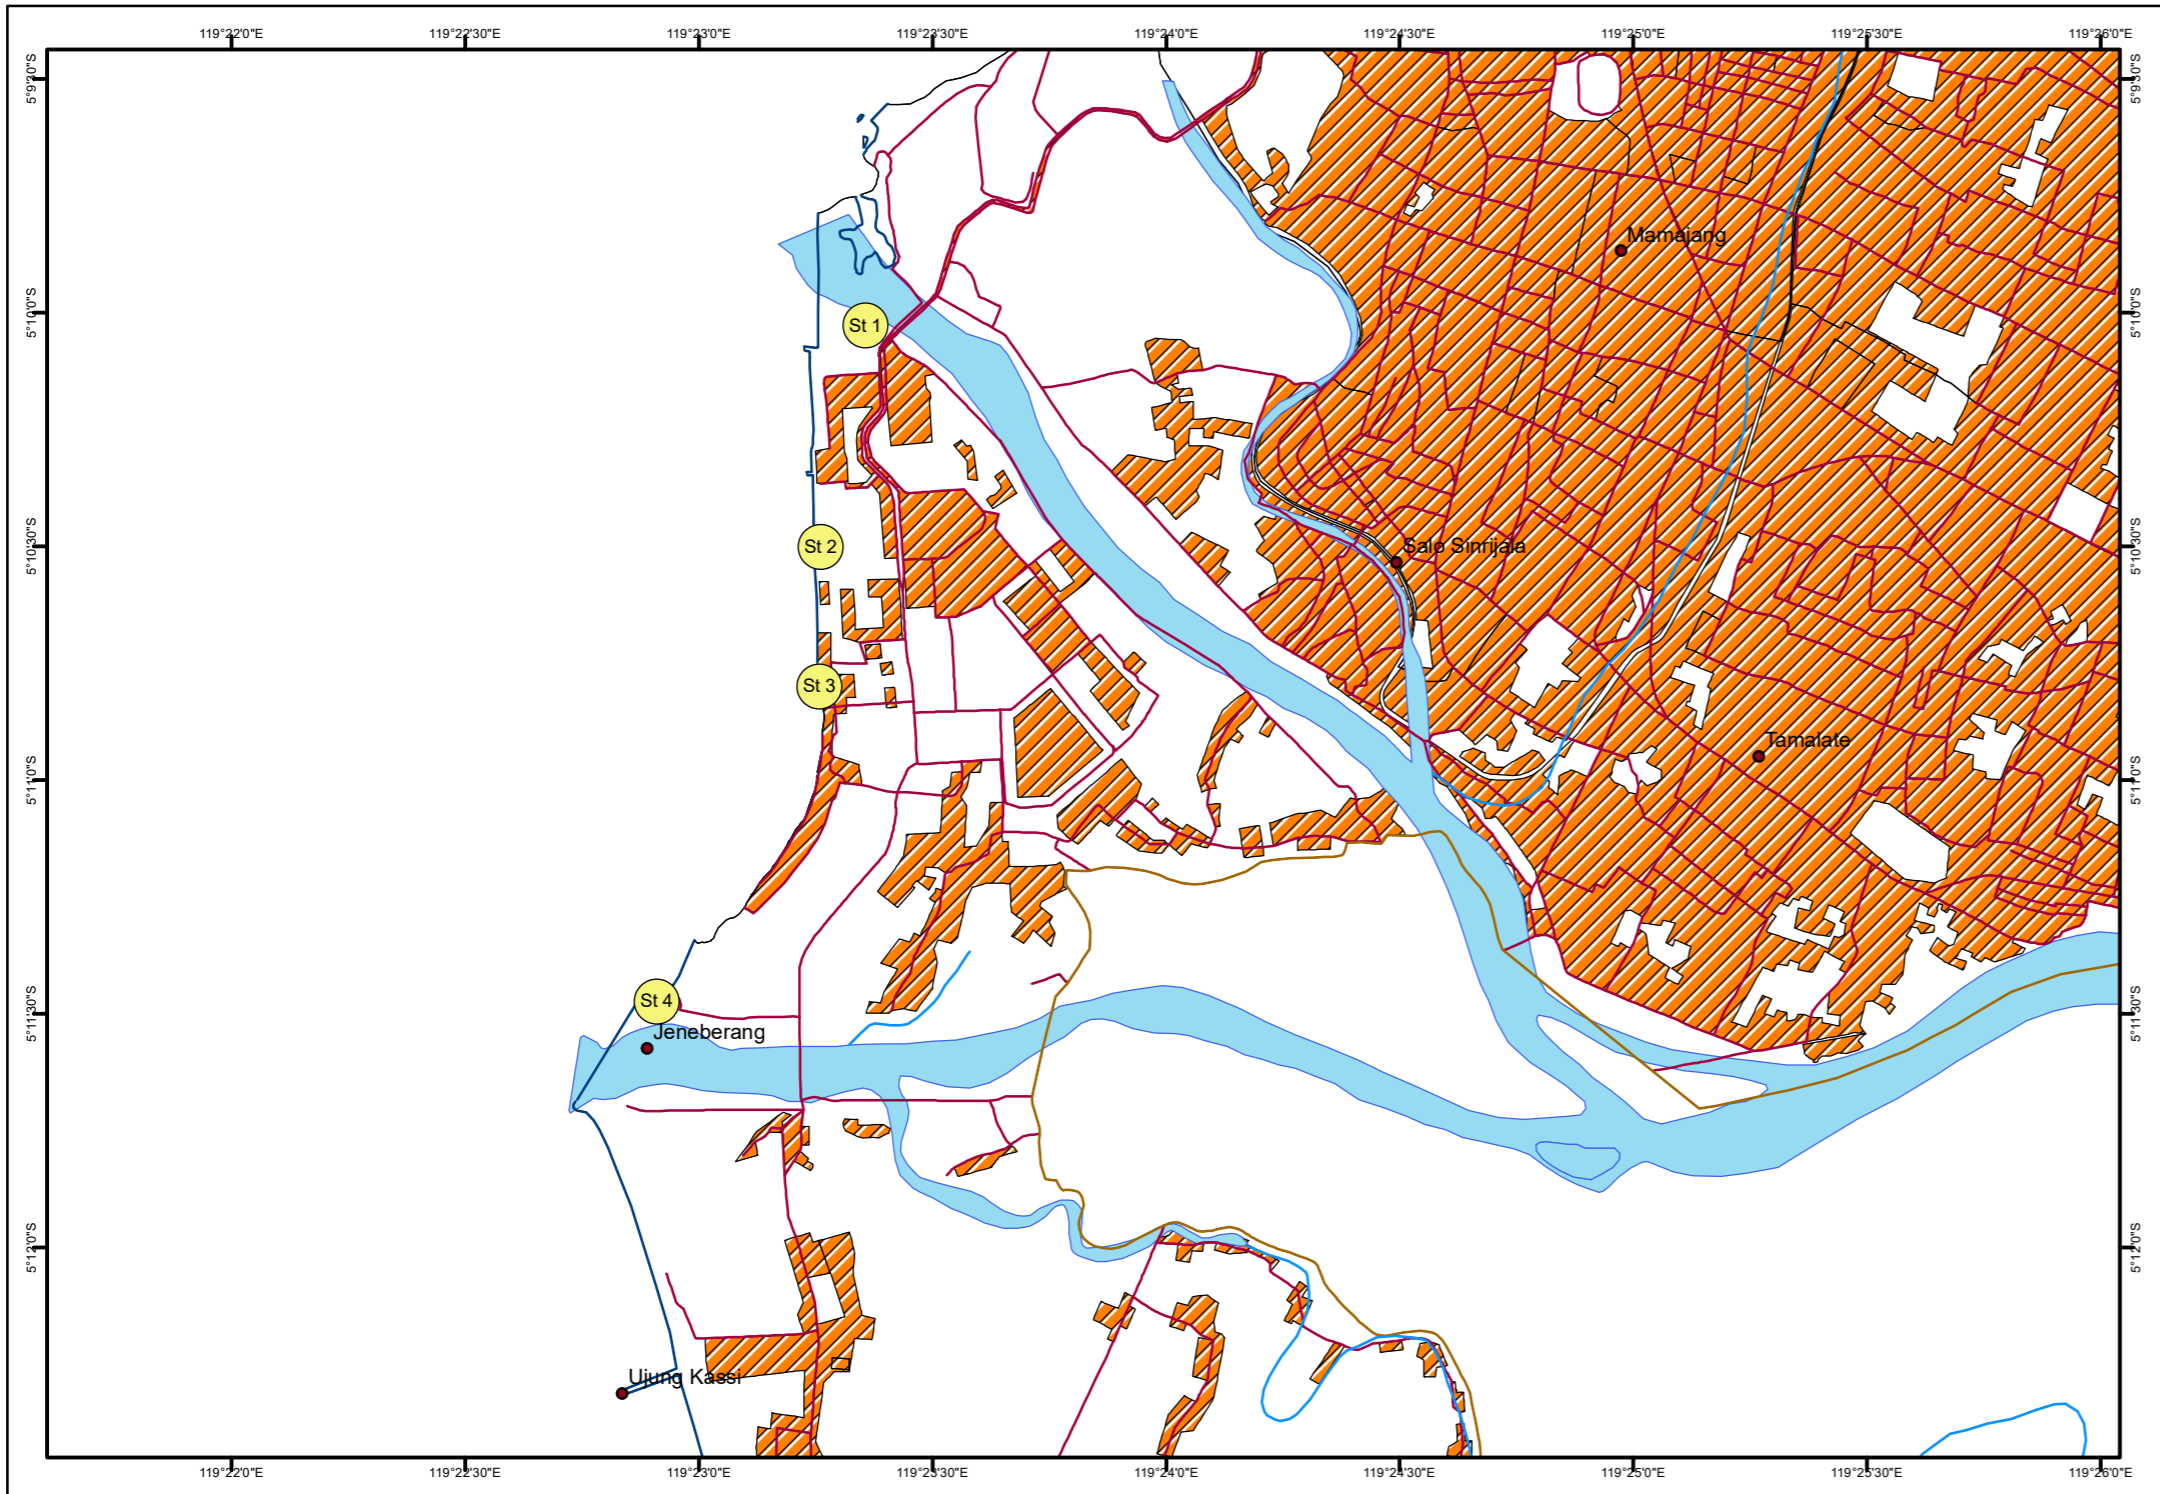 119°22'0"E
119°22'30"E
119°23'0"E
119°23'30"E
119°24'0"E
119°24'30"E
119°25'0"E
119°25'30"E
119°26'0"E
5°9'30"S
5°9'30"S
Mamajang
5°10'0"S
St 1
5°10'0"S
5°10'30"S
St 2
Salo Sinrijala
5°10'30"S
St 3
Tamalate
5°11'0"S
5°11'0"S
St 4
5°11'30"S
Jeneberang
5°11'30"S
5°12'0"S
5°12'0"S
Ujung Kassi
119°22'0"E
119°22'30"E
119°23'0"E
119°23'30"E
119°24'0"E
119°24'30"E
119°25'0"E
119°25'30"E
119°26'0"E